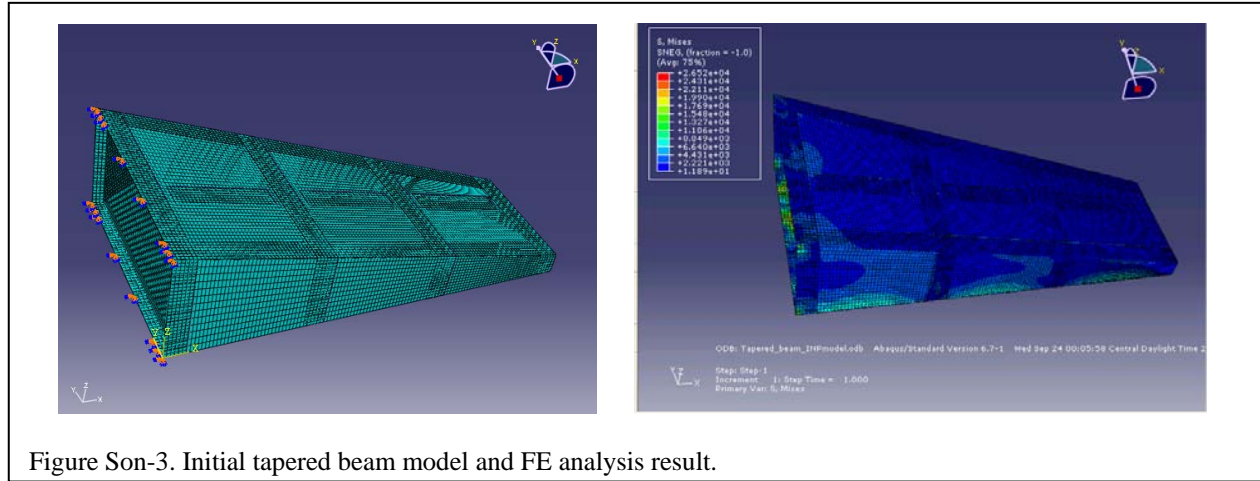 Y Z X
Z
Z
X
Y Z X
S, Mises
SNEG, (fraction = -1.0)
(Avg: 75%)
+2.652e+04
+2.431e+04
+2.211e+04
+1.990e+04
+1.769e+04
+1.548e+04
+1.327e+04
+1.106e+04
+8.849e+03
+6.640e+03
+4.431e+03
+2.221e+03
+1.189e+01
Y Z X
ODB: Tapered_beam_INPmodel.odb Abaqus/Standard Version 6.7-1 Wed Sep 24 00:05:58 Central Daylight Time 2
Y Z X
Step: Step-1
Increment 1: Step Time = 1.000
Primary Var: S, Mises
Figure Son-3. Initial tapered beam model and FE analysis result.